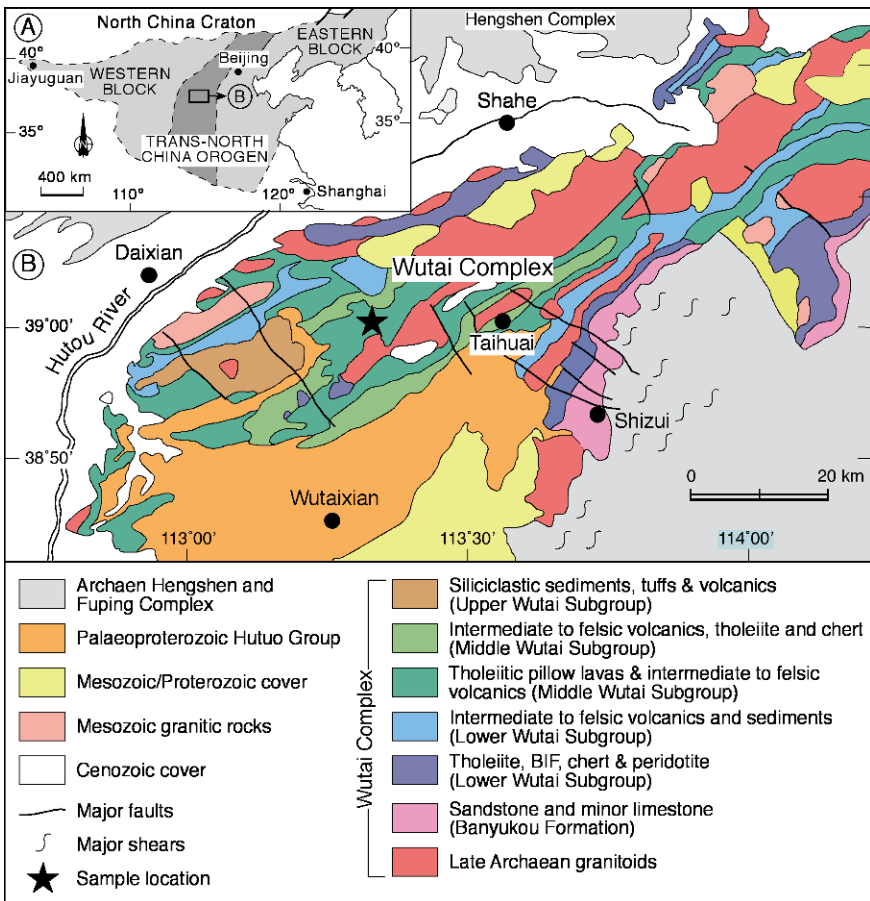 A
North China Craton
EASTERN
BLOCK
40°
Jiayuguan
WESTERN
BLOCK
Beijing
B
40°
35°
35°
N
TRANS-NORTH
CHINA OROGEN
400 km
110°
120°
Shanghai
Hengshen Complex
Shahe
B
Daixian
Hutou River
Wutai Complex
39°00'
Taihuai
Shizui
38°50'
0
20 km
Wutaixian
113°00'
113°30'
114°00'
Archaen Hengshen and
Fuping Complex
Palaeoproterozoic Hutuo Group
Mesozoic/Proterozoic cover
Mesozoic granitic rocks
Cenozoic cover
Major faults
Major shears
Sample location
Wutai Complex
Siliciclastic sediments, tuffs & volcanics
(Upper Wutai Subgroup)
Intermediate to felsic volcanics, tholeiite and chert
(Middle Wutai Subgroup)
Tholeiitic pillow lavas & intermediate to felsic
volcanics (Middle Wutai Subgroup)
Intermediate to felsic volcanics and sediments
(Lower Wutai Subgroup)
Tholeiite, BIF, chert & peridotite
(Lower Wutai Subgroup)
Sandstone and minor limestone
(Banyukou Formation)
Late Archaean granitoids